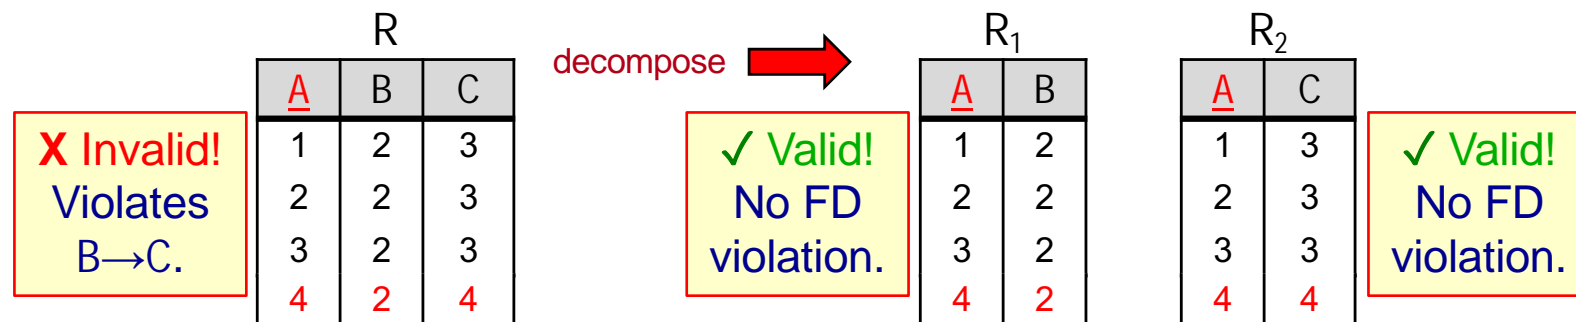 R
decompose
R₁
R₂
A B C
A B
A C
X Invalid!
Violates
B→C.
1 2 3
2 2 3
3 2 3
4 2 4
✓ Valid!
No FD
violation.
1 2
2 2
3 2
4 2
1 3
2 3
3 3
4 4
✓ Valid!
No FD
violation.